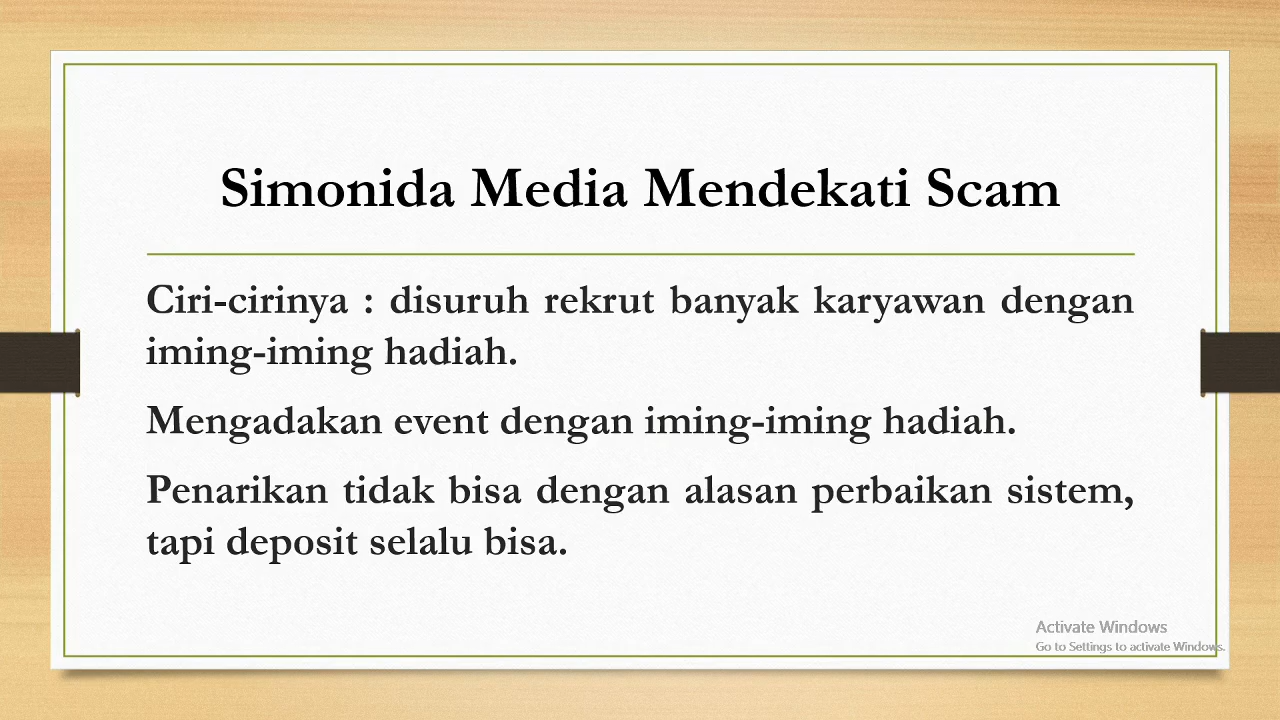 Simonida Media Mendekati Scam
Ciri-cirinya : disuruh rekrut banyak karyawan dengan
iming-iming hadiah.
Mengadakan event dengan iming-iming hadiah.
Penarikan tidak bisa dengan alasan perbaikan sistem,
tapi deposit selalu bisa.
Activate Windows
Go to Settings to activate Windows.